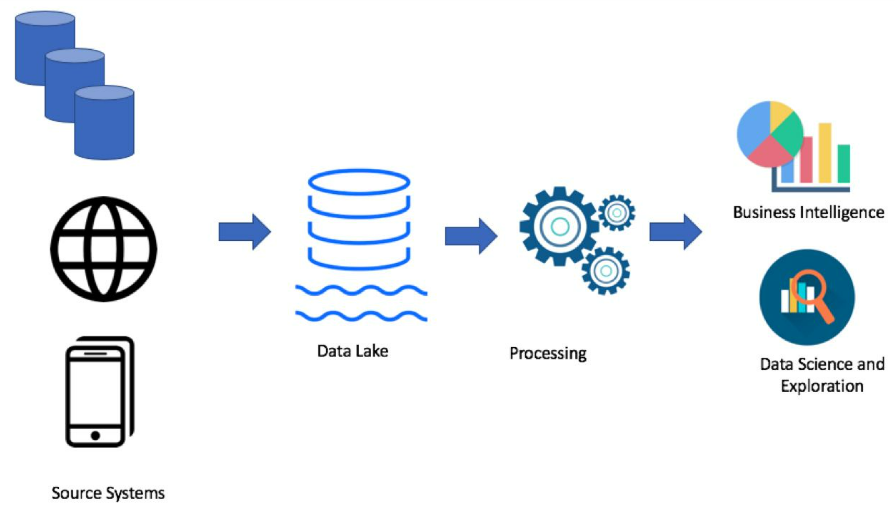 Business Intelligence
Data Lake
Processing
Data Science and
Exploration
Source Systems